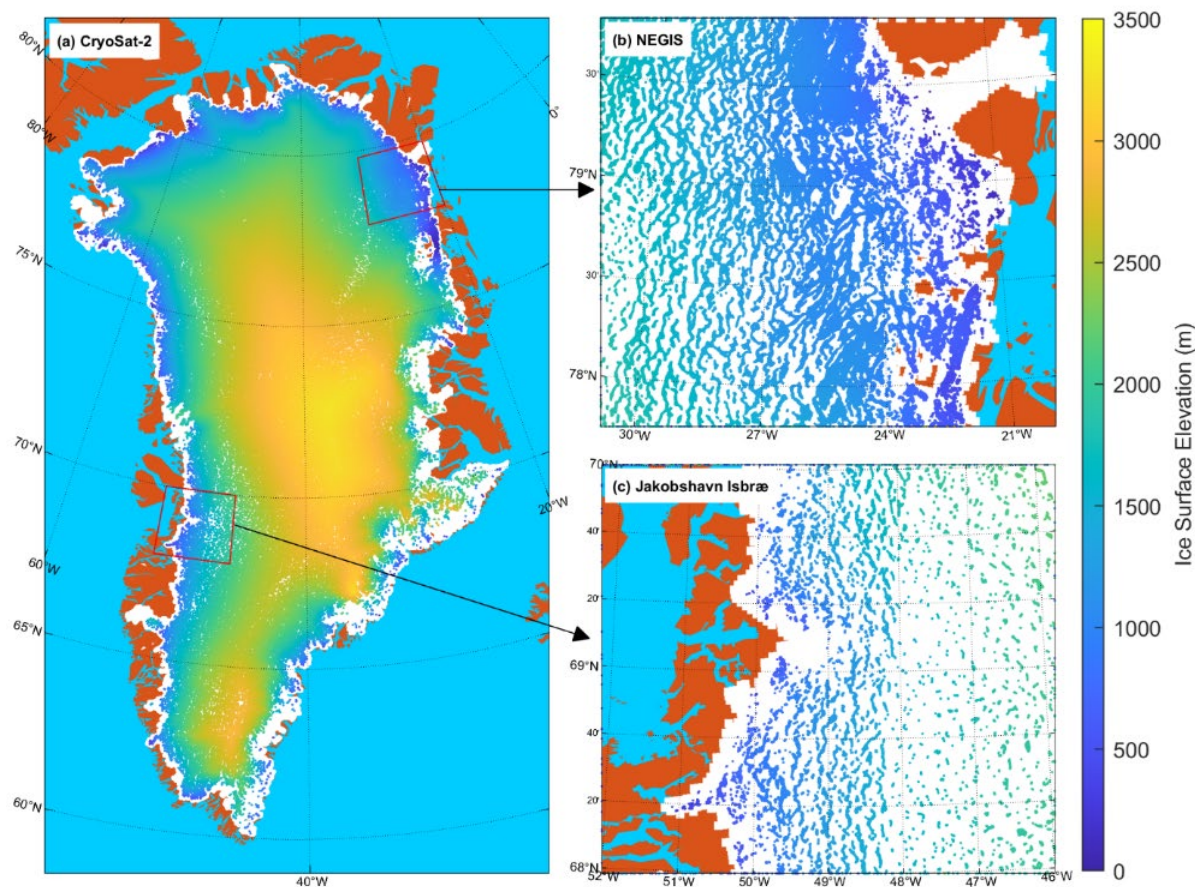 (a) CryoSat-2
80°N
80°W
0°
75°N
70°N
20°W
60°W
65°N
60°N
40°W
(b) NEGIS
30'
79°N
30'
78°N
30°W
27°W
24°W
21°W
(c) Jakobshavn Isbræ
70°N
40'
20'
69°N
40'
20'
68°N
52°W
51°W
50°W
49°W
48°W
47°W
46°W
3500
3000
2500
2000
1500
1000
500
0
Ice Surface Elevation (m)